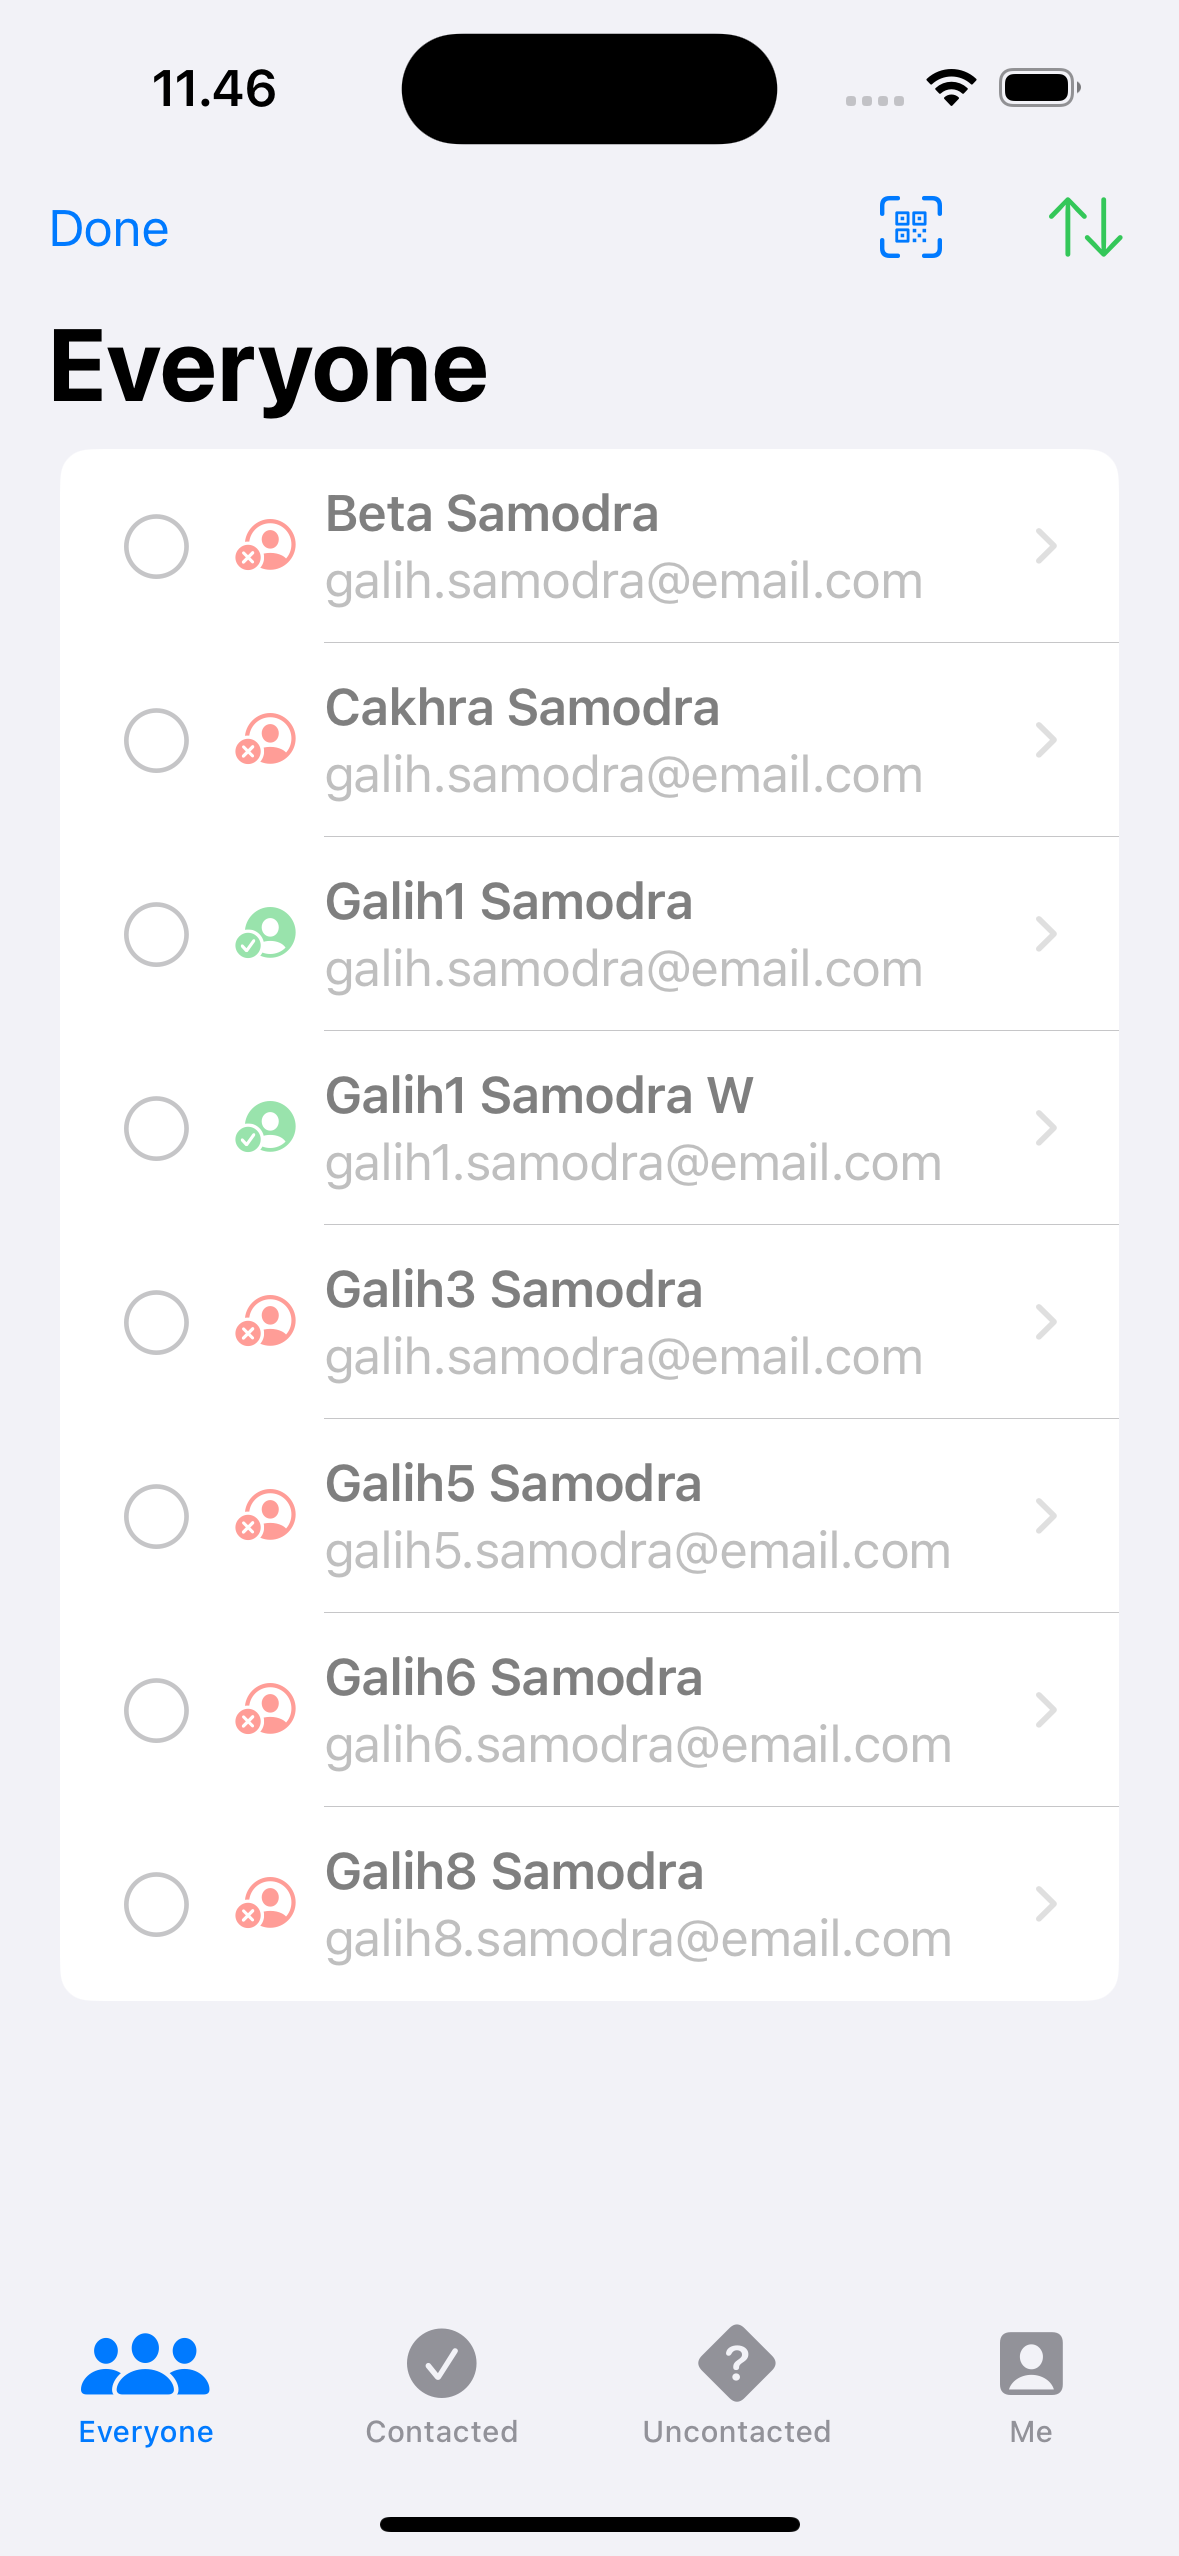 11.46
Done
Everyone
Beta Samodra
galih.samodra@email.com
Cakhra Samodra
galih.samodra@email.com
Galih1 Samodra
galih.samodra@email.com
Galih1 Samodra W
galih1.samodra@email.com
Galih3 Samodra
galih.samodra@email.com
Galih5 Samodra
galih5.samodra@email.com
Galih6 Samodra
galih6.samodra@email.com
Galih8 Samodra
galih8.samodra@email.com
Everyone Contacted Uncontacted Me